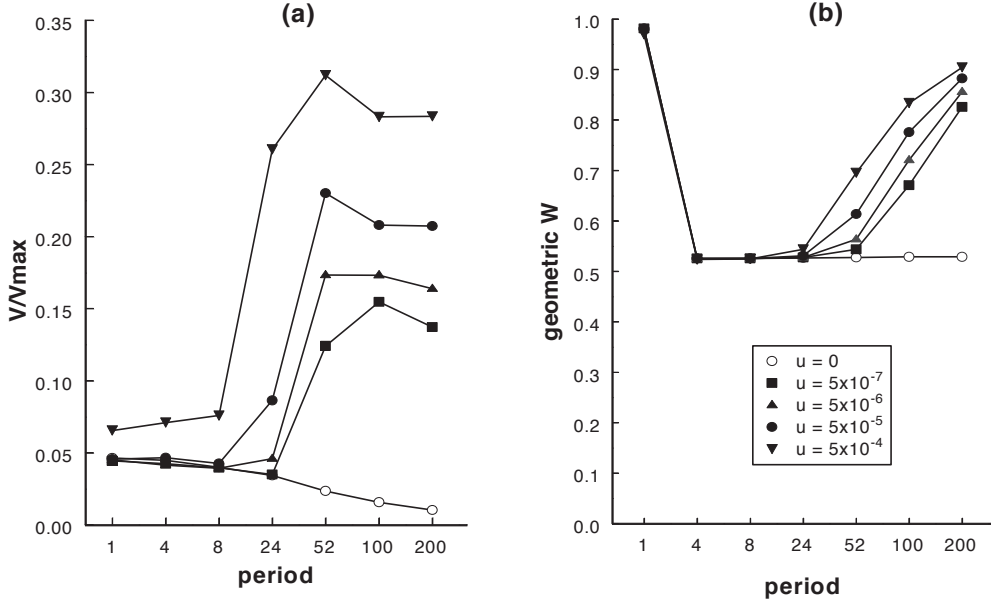 (a)
0.35
0.30
0.25
0.20
0.15
0.10
0.05
0.00
V/Vmax
1 4 8 24 52 100 200
period
(b)
1.0
0.9
0.8
0.7
0.6
0.5
0.4
0.3
0.2
0.1
0.0
geometric W
u = 0
u = 5x10⁻⁷
u = 5x10⁻⁶
u = 5x10⁻⁵
u = 5x10⁻⁴
1 4 8 24 52 100 200
period